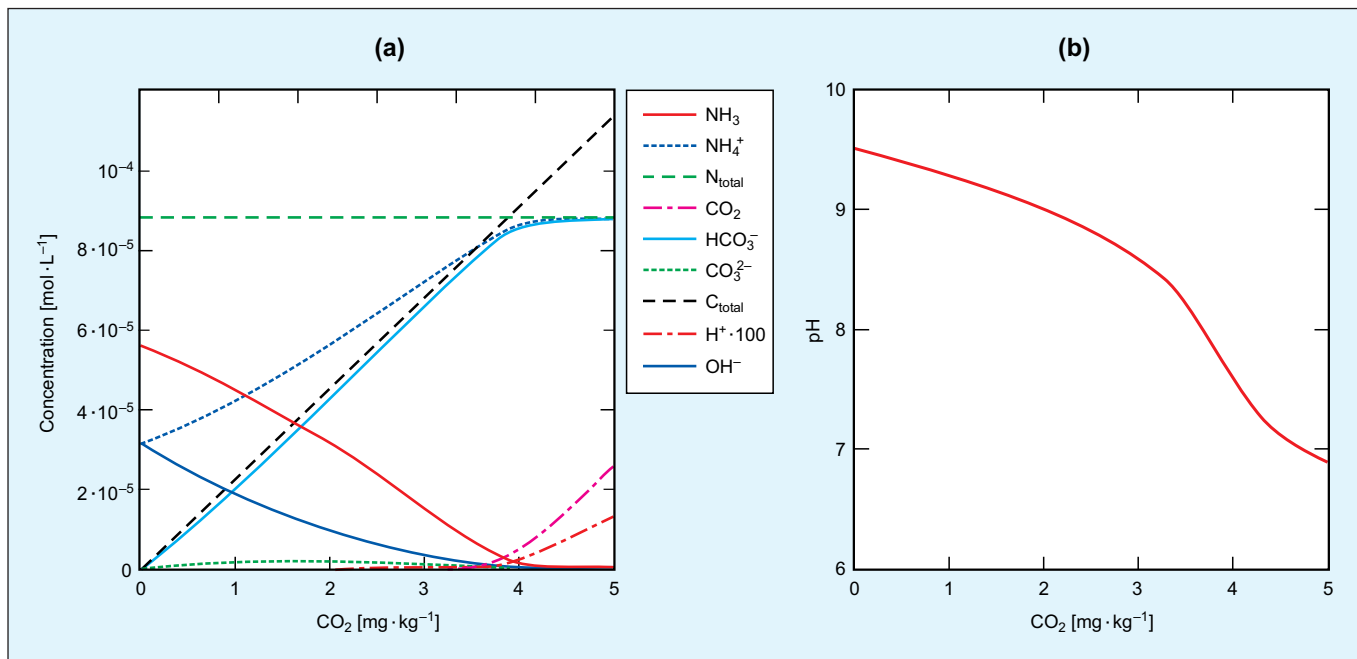 (a)
(b)
Concentration [mol·L⁻¹]
10⁻⁴
8·10⁻⁵
6·10⁻⁵
4·10⁻⁵
2·10⁻⁵
0
0 1 2 3 4 5
CO₂ [mg·kg⁻¹]
NH₃
NH₄⁺
N_total
CO₂
HCO₃⁻
CO₃²⁻
C_total
H⁺·100
OH⁻
pH
10
9
8
7
6
0 1 2 3 4 5
CO₂ [mg·kg⁻¹]